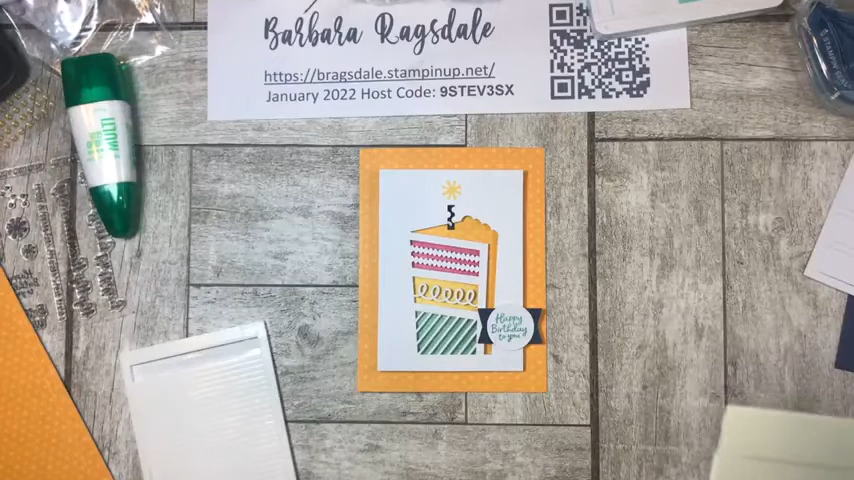 Barbara Ragsdale
https://bragsdale.stampinup.net/
January 2022 Host Code: 9STEV3SX
Happy
Birthday
to you